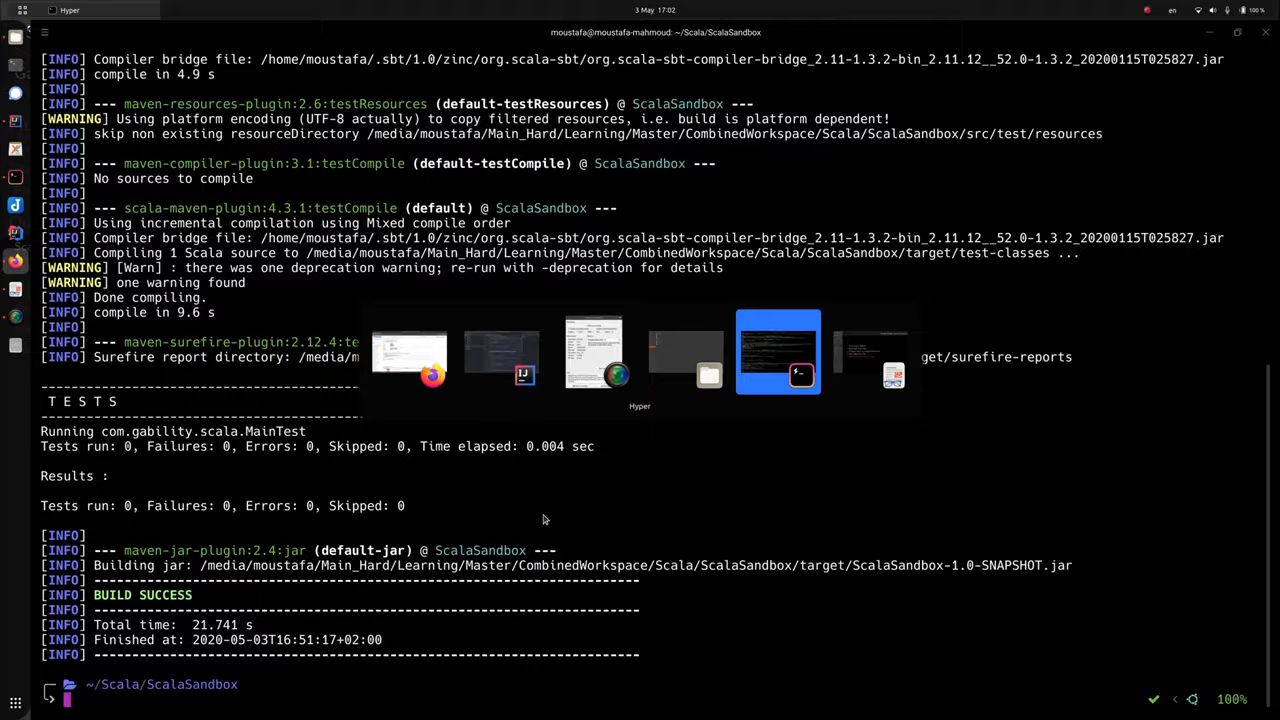 Hyper
3 May 17:02
en
100 %
moustafa@moustafa-mahmoud: ~/Scala/ScalaSandbox
[INFO] Compiler bridge file: /home/moustafa/.sbt/1.0/zinc/org.scala-sbt/org.scala-sbt-compiler-bridge_2.11-1.3.2-bin_2.11.12__52.0-1.3.2_20200115T025827.jar
[INFO] compile in 4.9 s
[INFO]
[INFO] --- maven-resources-plugin:2.6:testResources (default-testResources) @ ScalaSandbox ---
[WARNING] Using platform encoding (UTF-8 actually) to copy filtered resources, i.e. build is platform dependent!
[INFO] skip non existing resourceDirectory /media/moustafa/Main_Hard/Learning/Master/CombinedWorkspace/Scala/ScalaSandbox/src/test/resources
[INFO]
[INFO] --- maven-compiler-plugin:3.1:testCompile (default-testCompile) @ ScalaSandbox ---
[INFO] No sources to compile
[INFO]
[INFO] --- scala-maven-plugin:4.3.1:testCompile (default) @ ScalaSandbox ---
[INFO] Using incremental compilation using Mixed compile order
[INFO] Compiler bridge file: /home/moustafa/.sbt/1.0/zinc/org.scala-sbt/org.scala-sbt-compiler-bridge_2.11-1.3.2-bin_2.11.12__52.0-1.3.2_20200115T025827.jar
[INFO] Compiling 1 Scala source to /media/moustafa/Main_Hard/Learning/Master/CombinedWorkspace/Scala/ScalaSandbox/target/test-classes ...
[WARNING] [Warn] : there was one deprecation warning; re-run with -deprecation for details
[WARNING] one warning found
[INFO] Done compiling.
[INFO] compile in 9.6 s
[INFO]
[INFO] --- maven-surefire-plugin:2.12.4:te
[INFO] Surefire report directory: /media/m get/surefire-reports
Hyper
-------------------------------------------
T E S T S
-------------------------------------------
Running com.gability.scala.MainTest
Tests run: 0, Failures: 0, Errors: 0, Skipped: 0, Time elapsed: 0.004 sec
Results :
Tests run: 0, Failures: 0, Errors: 0, Skipped: 0
[INFO]
[INFO] --- maven-jar-plugin:2.4:jar (default-jar) @ ScalaSandbox ---
[INFO] Building jar: /media/moustafa/Main_Hard/Learning/Master/CombinedWorkspace/Scala/ScalaSandbox/target/ScalaSandbox-1.0-SNAPSHOT.jar
[INFO] ------------------------------------------------------------------------
[INFO] BUILD SUCCESS
[INFO] ------------------------------------------------------------------------
[INFO] Total time: 21.741 s
[INFO] Finished at: 2020-05-03T16:51:17+02:00
[INFO] ------------------------------------------------------------------------
~/Scala/ScalaSandbox
100%